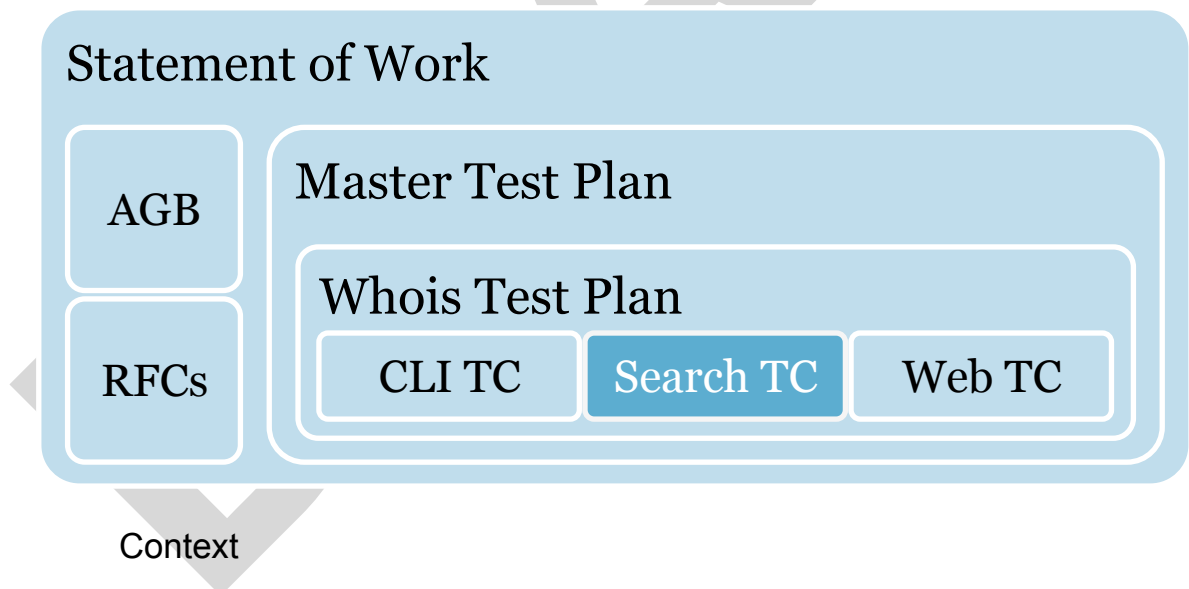 Statement of Work
AGB
RFCs
Master Test Plan
Whois Test Plan
CLI TC
Search TC
Web TC
Context